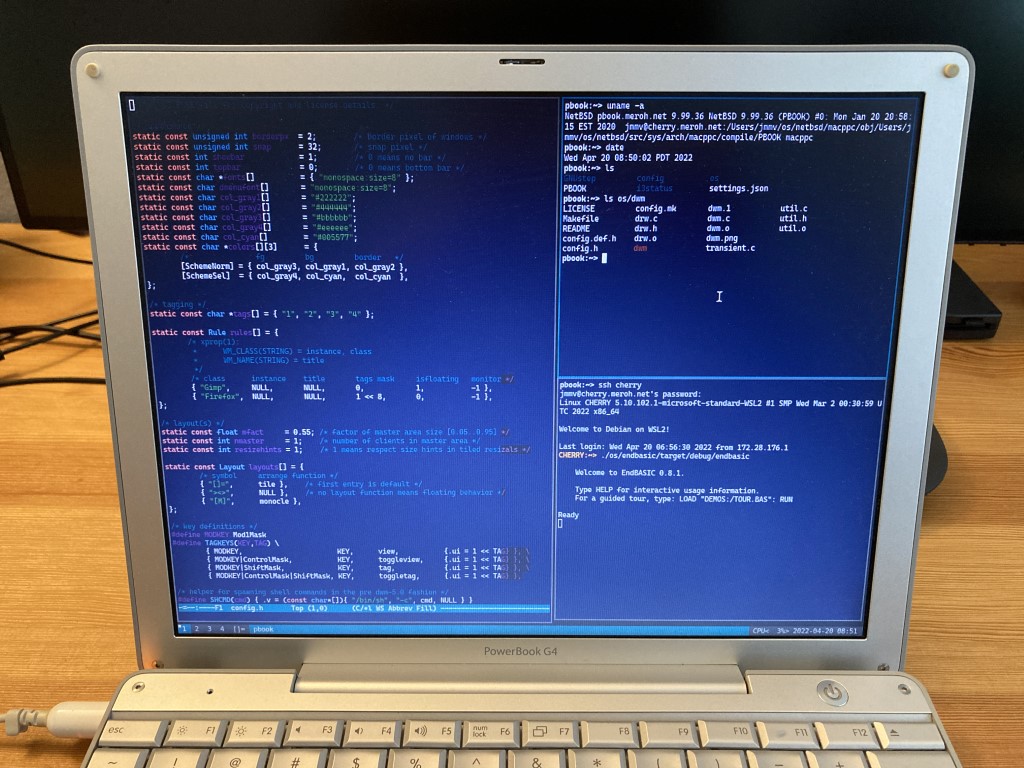 static const unsigned int borderpx = 2; /* border pixel of windows */
static const unsigned int snap = 32; /* snap pixel */
static const int showbar = 1; /* 0 means no bar */
static const int topbar = 0; /* 0 means bottom bar */
static const char *fonts[] = { "monospace:size=8" };
static const char dmenufont[] = "monospace:size=8";
static const char col_gray1[] = "#222222";
static const char col_gray2[] = "#444444";
static const char col_gray3[] = "#bbbbbb";
static const char col_gray4[] = "#eeeeee";
static const char col_cyan[] = "#005577";
static const char *colors[][3] = {
/* fg bg border */
[SchemeNorm] = { col_gray3, col_gray1, col_gray2 },
[SchemeSel] = { col_gray4, col_cyan, col_cyan },
};
/* tagging */
static const char *tags[] = { "1", "2", "3", "4" };
static const Rule rules[] = {
/* xprop(1):
* WM_CLASS(STRING) = instance, class
* WM_NAME(STRING) = title
*/
/* class instance title tags mask isfloating monitor */
{ "Gimp", NULL, NULL, 0, 1, -1 },
{ "Firefox", NULL, NULL, 1 << 8, 0, -1 },
};
/* layout(s) */
static const float mfact = 0.55; /* factor of master area size [0.05..0.95] */
static const int nmaster = 1; /* number of clients in master area */
static const int resizehints = 1; /* 1 means respect size hints in tiled resizals */
static const Layout layouts[] = {
/* symbol arrange function */
{ "[]=", tile }, /* first entry is default */
{ "><>", NULL }, /* no layout function means floating behavior */
{ "[M]", monocle },
};
/* key definitions */
#define MODKEY Mod1Mask
#define TAGKEYS(KEY,TAG) \
{ MODKEY, KEY, view, {.ui = 1 << TAG} }, \
{ MODKEY|ControlMask, KEY, toggleview, {.ui = 1 << TAG} }, \
{ MODKEY|ShiftMask, KEY, tag, {.ui = 1 << TAG} }, \
{ MODKEY|ControlMask|ShiftMask, KEY, toggletag, {.ui = 1 << TAG} },
/* helper for spawning shell commands in the pre dwm-5.0 fashion */
#define SHCMD(cmd) { .v = (const char*[]){ "/bin/sh", "-c", cmd, NULL } }
-=--:----F1 config.h Top (1,0) (C/*l WS Abbrev Fill)
pbook:~> uname -a
NetBSD pbook.meroh.net 9.99.36 NetBSD 9.99.36 (PBOOK) #0: Mon Jan 20 20:58:
15 EST 2020 jmmv@cherry.meroh.net:/Users/jmmv/os/netbsd/macppc/obj/Users/j
mmv/os/netbsd/src/sys/arch/macppc/compile/PBOOK macppc
pbook:~> date
Wed Apr 20 08:50:02 PDT 2022
pbook:~> ls
GNUstep config os
PBOOK i3status settings.json
pbook:~> ls os/dwm
LICENSE config.mk dwm.1 util.c
Makefile drw.c dwm.c util.h
README drw.h dwm.o util.o
config.def.h drw.o dwm.png
config.h dwm transient.c
pbook:~>
pbook:~> ssh cherry
jmmv@cherry.meroh.net's password:
Linux CHERRY 5.10.102.1-microsoft-standard-WSL2 #1 SMP Wed Mar 2 00:30:59 U
TC 2022 x86_64
Welcome to Debian on WSL2!
Last login: Wed Apr 20 06:56:30 2022 from 172.28.176.1
CHERRY:~> ./os/endbasic/target/debug/endbasic
Welcome to EndBASIC 0.8.1.
Type HELP for interactive usage information.
For a guided tour, type: LOAD "DEMOS:/TOUR.BAS": RUN
Ready
1 2 3 4 []= pbook CPU< 3%> 2022-04-20 08:51
PowerBook G4
esc F1 F2 F3 F4 F5 num lock F6 F7 F8 F9 F10 F11 F12
~ ! @ # $ % ^ & * ( ) _ +